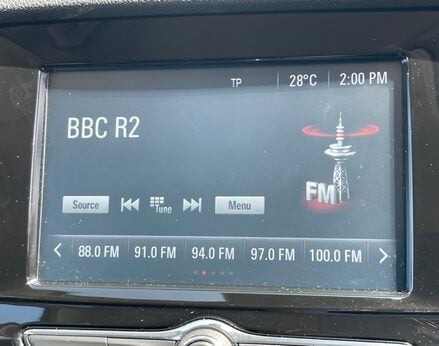 TP 28°C 2:00 PM
BBC R2
FM
Source Tune Menu
88.0 FM 91.0 FM 94.0 FM 97.0 FM 100.0 FM